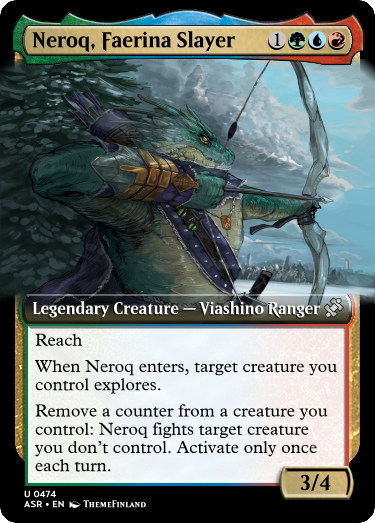 Neroq, Faerina Slayer 1
Legendary Creature — Viashino Ranger
Reach
When Neroq enters, target creature you
control explores.
Remove a counter from a creature you
control: Neroq fights target creature
you don't control. Activate only once
each turn.
3/4
U 0474
ASR • EN ThemeFinland